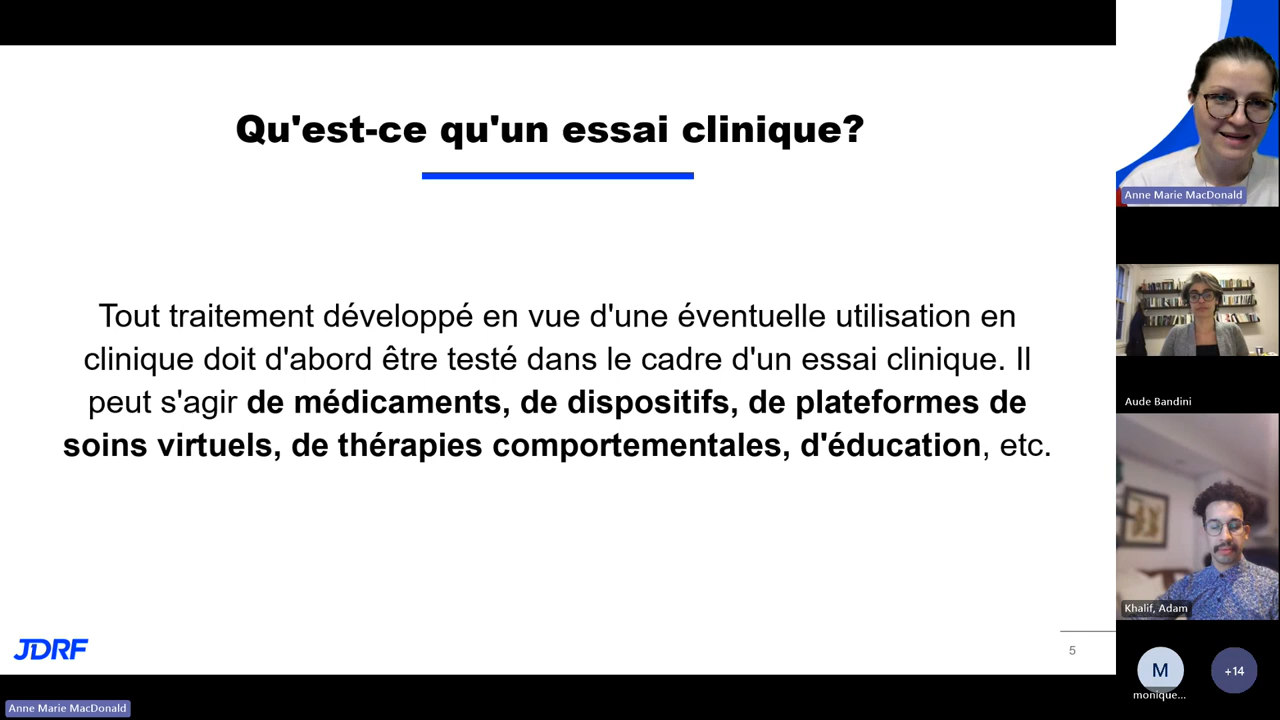 Qu'est-ce qu'un essai clinique?
Tout traitement développé en vue d'une éventuelle utilisation en
clinique doit d'abord être testé dans le cadre d'un essai clinique. Il
peut s'agir de médicaments, de dispositifs, de plateformes de
soins virtuels, de thérapies comportementales, d'éducation, etc.
JDRF
5
Anne Marie MacDonald
Anne Marie MacDonald
Aude Bandini
Khalif, Adam
M
monique...
+14